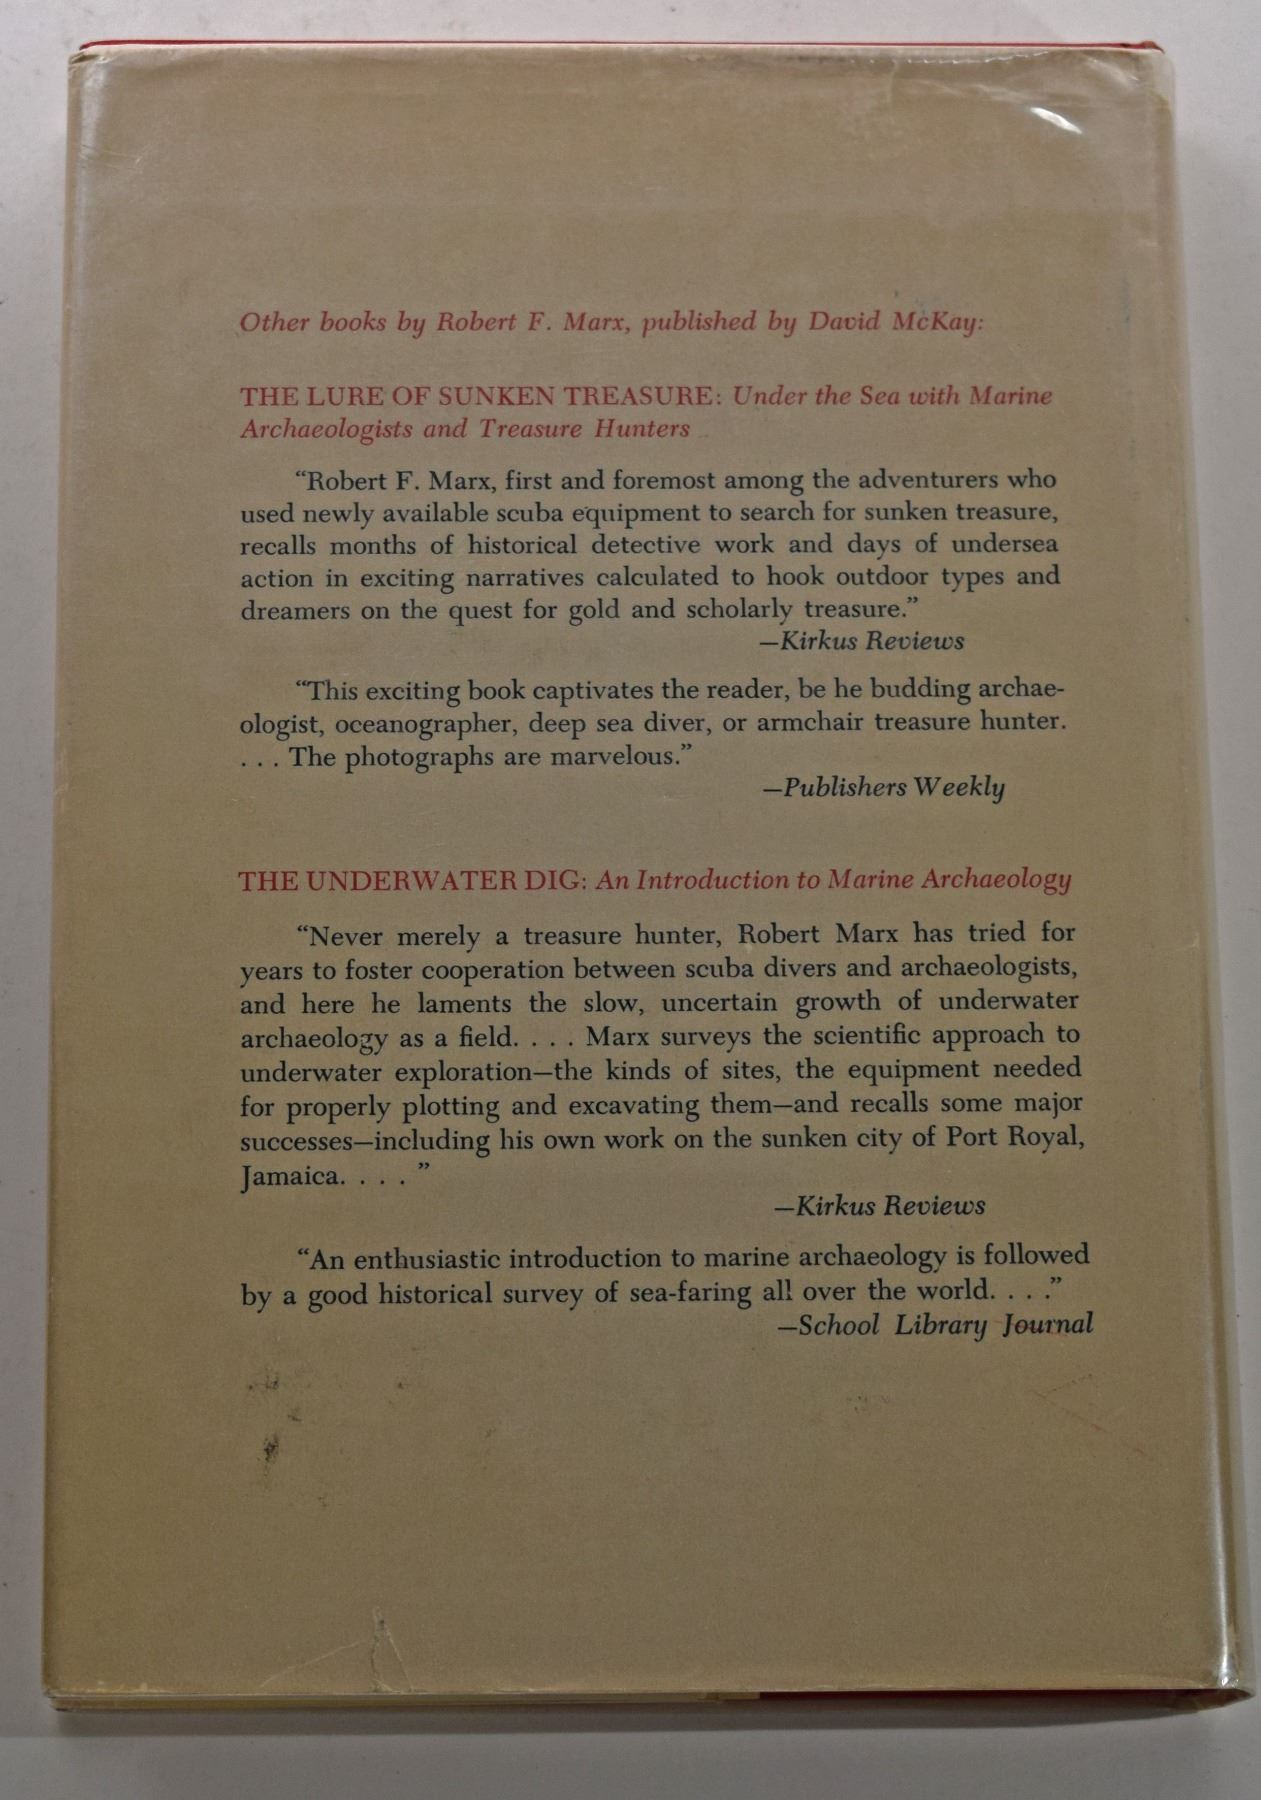 Other books by Robert F. Marx, published by David McKay:
THE LURE OF SUNKEN TREASURE: Under the Sea with Marine
Archaeologists and Treasure Hunters
“Robert F. Marx, first and foremost among the adventurers who
used newly available scuba equipment to search for sunken treasure,
recalls months of historical detective work and days of undersea
action in exciting narratives calculated to hook outdoor types and
dreamers on the quest for gold and scholarly treasure.”
—Kirkus Reviews
“This exciting book captivates the reader, be he budding archae-
ologist, oceanographer, deep sea diver, or armchair treasure hunter.
. . . The photographs are marvelous.”
—Publishers Weekly
THE UNDERWATER DIG: An Introduction to Marine Archaeology
“Never merely a treasure hunter, Robert Marx has tried for
years to foster cooperation between scuba divers and archaeologists,
and here he laments the slow, uncertain growth of underwater
archaeology as a field. . . . Marx surveys the scientific approach to
underwater exploration—the kinds of sites, the equipment needed
for properly plotting and excavating them—and recalls some major
successes—including his own work on the sunken city of Port Royal,
Jamaica. . . . ”
—Kirkus Reviews
“An enthusiastic introduction to marine archaeology is followed
by a good historical survey of sea-faring all over the world. . . .”
—School Library Journal